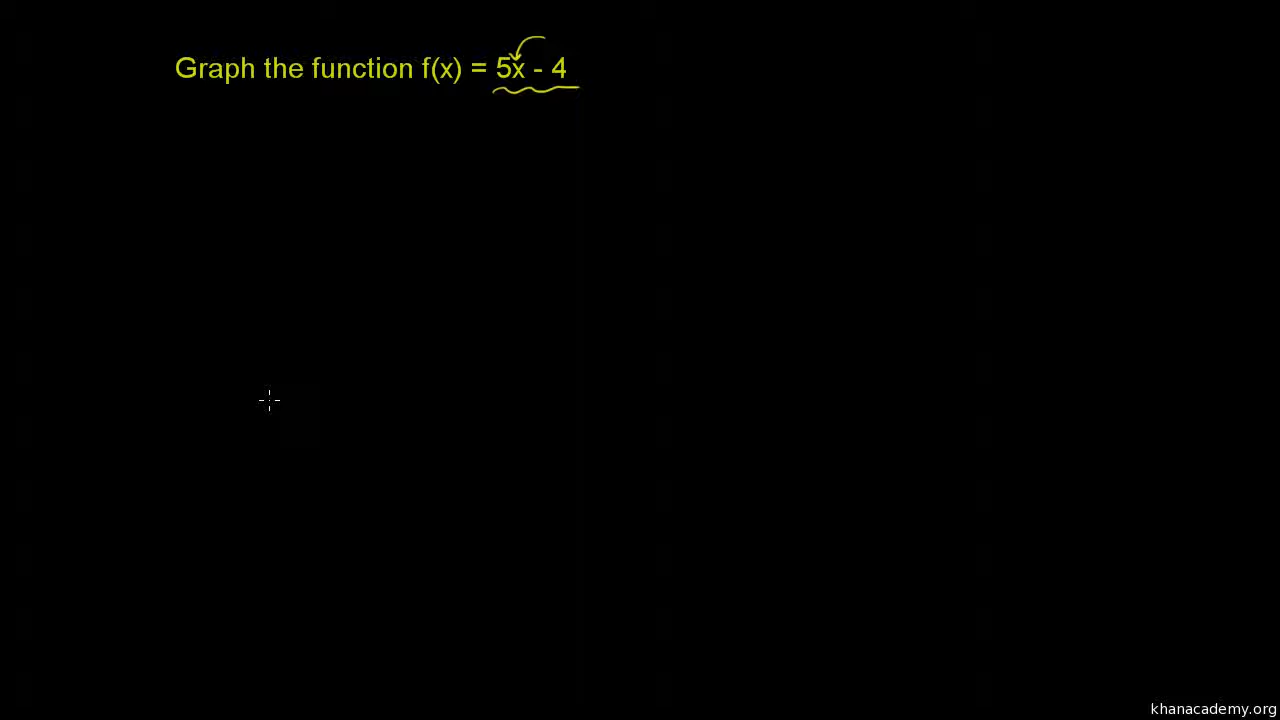 Graph the function f(x) = 5x - 4
khanacademy.org